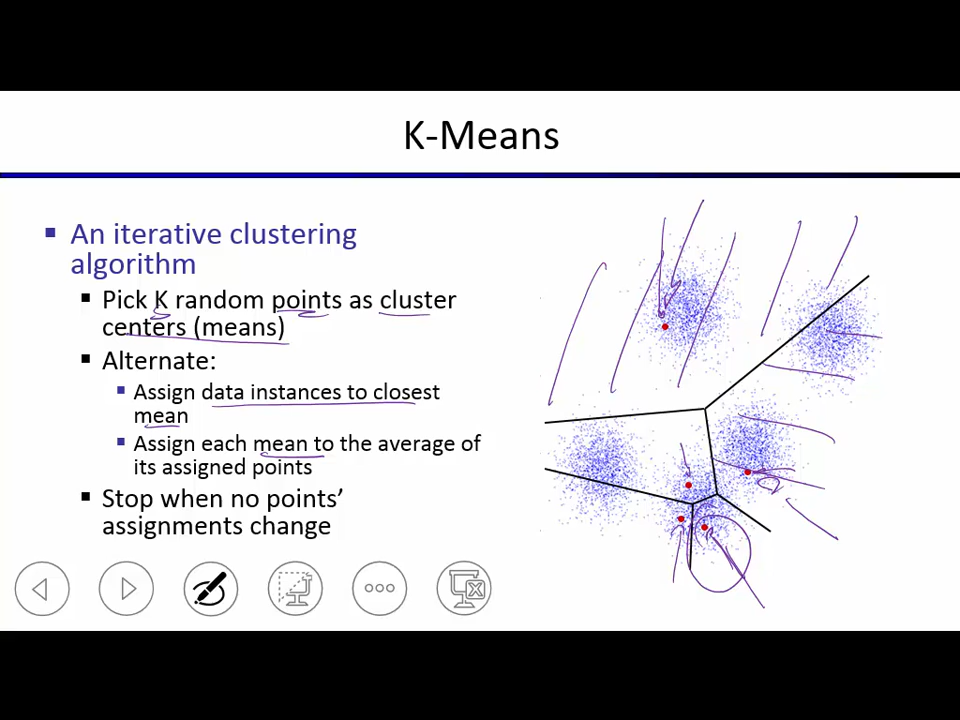 K-Means
An iterative clustering
algorithm
Pick K random points as cluster
centers (means)
Alternate:
Assign data instances to closest
mean
Assign each mean to the average of
its assigned points
Stop when no points’
assignments change